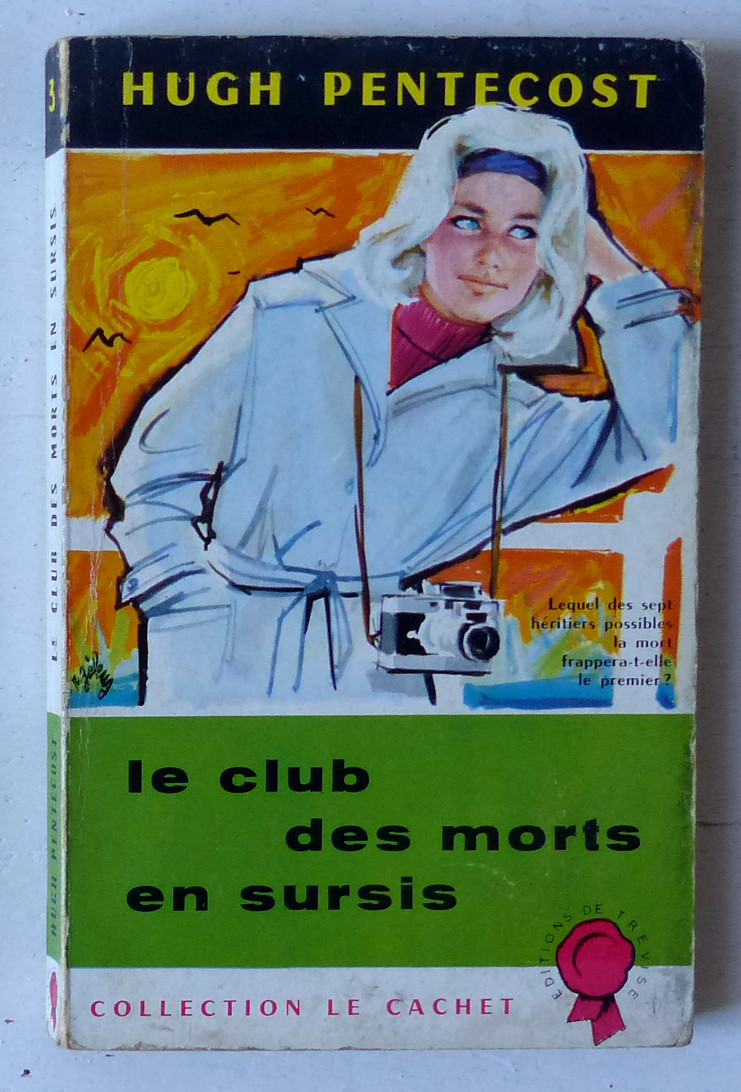 HUGH PENTECOST
Lequel des sept
héritiers possibles
la mort
frappera-t-elle
le premier ?
le club
des morts
en sursis
EDITIONS DE TREVISE
COLLECTION LE CACHET
3
LE CLUB DES MORTS EN SURSIS
HUGH PENTECOST